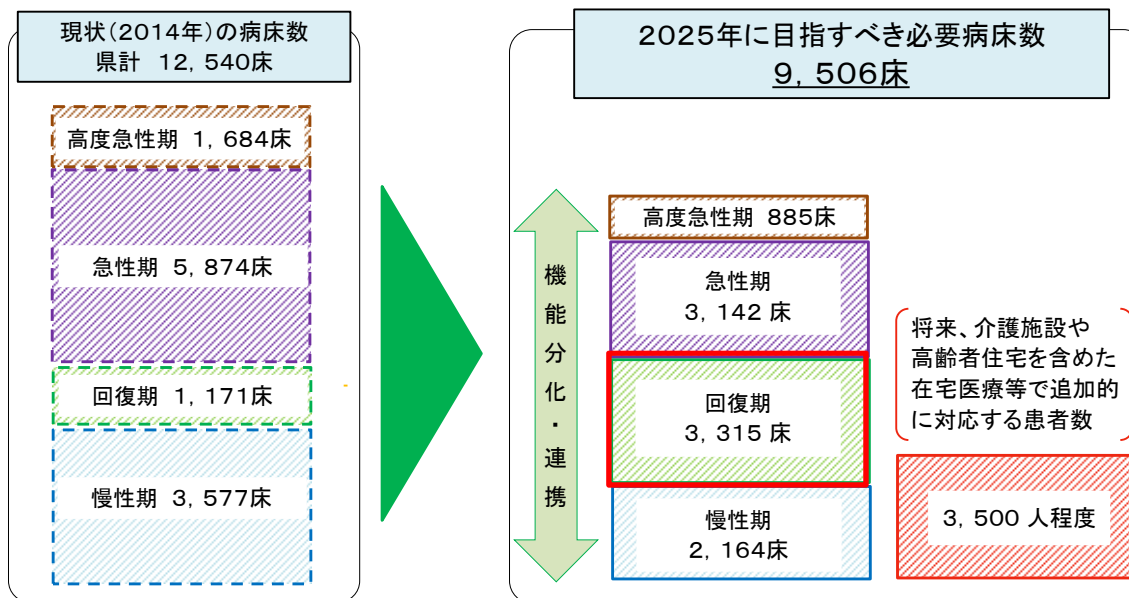 現状(2014年)の病床数
県計 12,540床
高度急性期 1,684床
急性期 5,874床
回復期 1,171床
慢性期 3,577床
2025年に目指すべき必要病床数
9,506床
機能分化・連携
高度急性期 885床
急性期
3,142 床
回復期
3,315 床
慢性期
2,164床
将来、介護施設や
高齢者住宅を含めた
在宅医療等で追加的
に対応する患者数
3,500 人程度